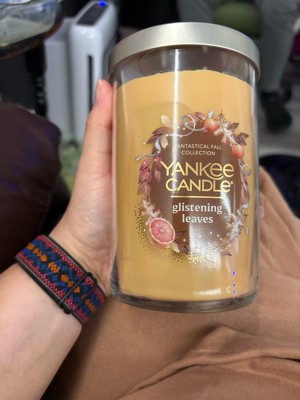 FANTASTICAL FALL
COLLECTION
YANKEE
CANDLE®
glistening
leaves